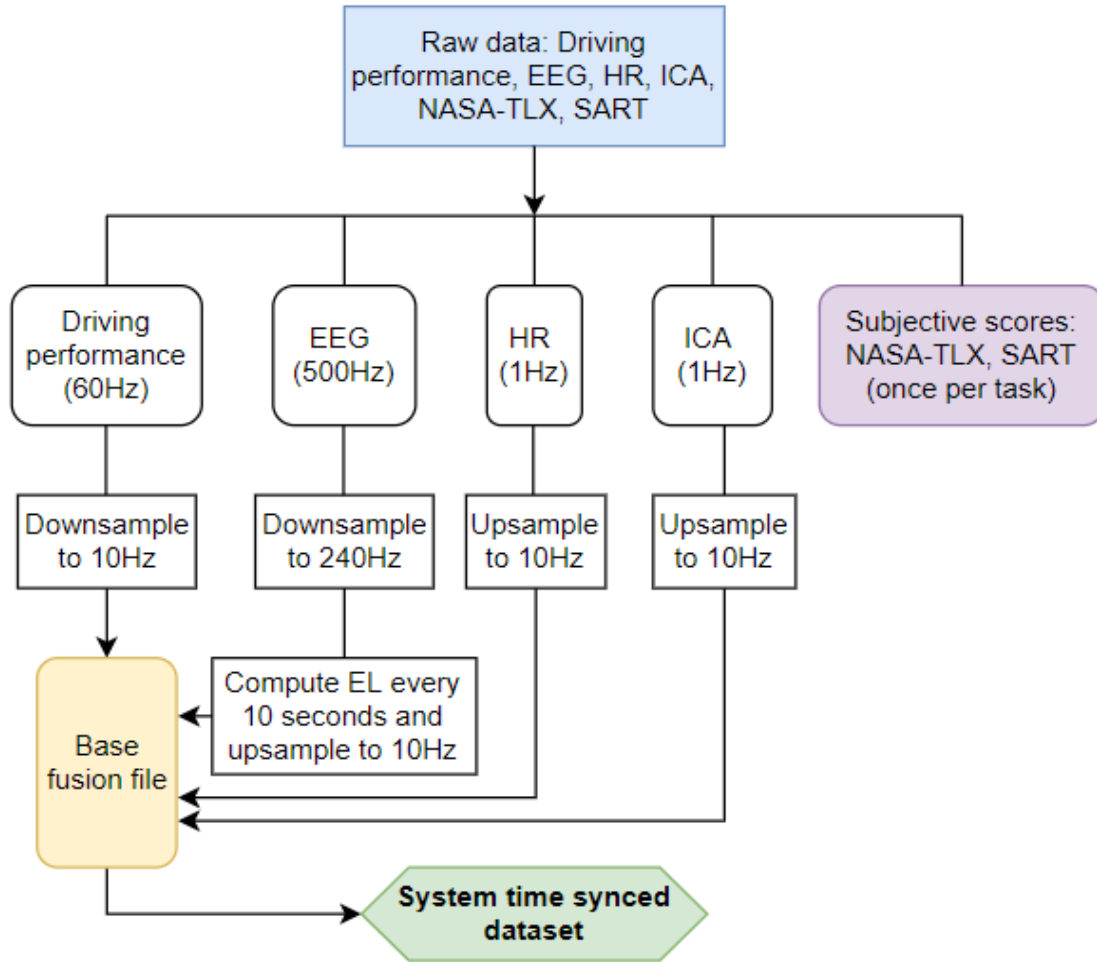 Raw data: Driving
performance, EEG, HR, ICA,
NASA-TLX, SART
Driving
performance
(60Hz)
EEG
(500Hz)
HR
(1Hz)
ICA
(1Hz)
Subjective scores:
NASA-TLX, SART
(once per task)
Downsample
to 10Hz
Downsample
to 240Hz
Upsample
to 10Hz
Upsample
to 10Hz
Compute EL every
10 seconds and
upsample to 10Hz
Base
fusion file
System time synced
dataset